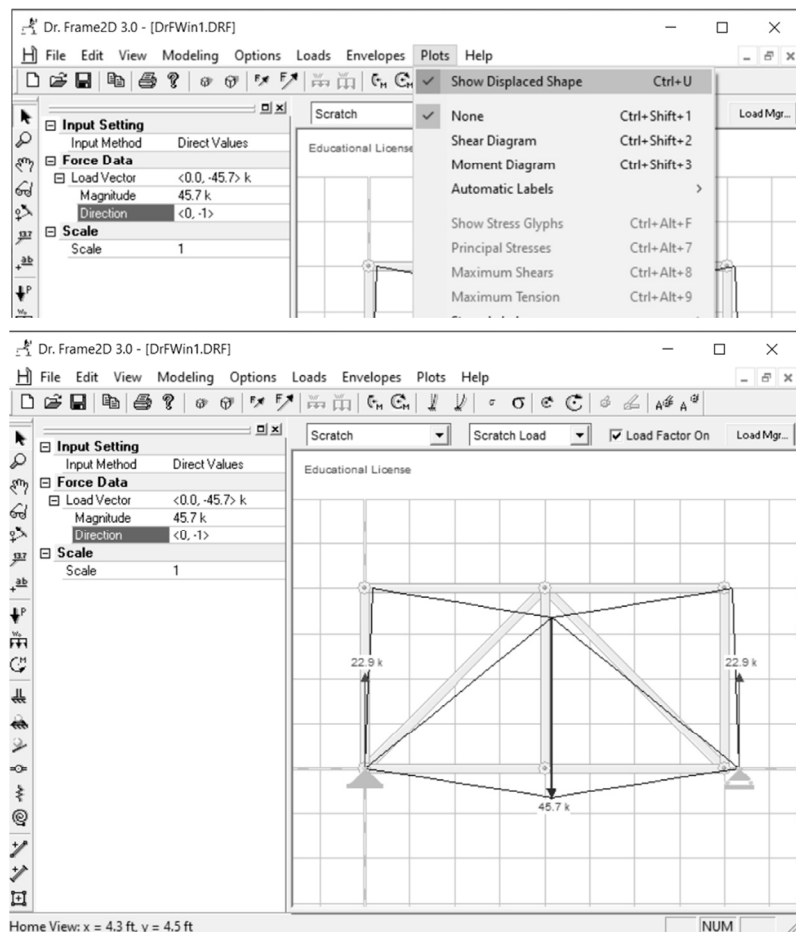 Dr. Frame2D 3.0 - [DrFWin1.DRF]
File Edit View Modeling Options Loads Envelopes Plots Help
Input Setting
Input Method Direct Values
Force Data
Load Vector <0.0, -45.7> k
Magnitude 45.7 k
Direction <0, -1>
Scale
Scale 1
Scratch
Educational License
Show Displaced Shape Ctrl+U
None Ctrl+Shift+1
Shear Diagram Ctrl+Shift+2
Moment Diagram Ctrl+Shift+3
Automatic Labels
Show Stress Glyphs Ctrl+Alt+F
Principal Stresses Ctrl+Alt+7
Maximum Shears Ctrl+Alt+8
Maximum Tension Ctrl+Alt+9
Load Mgr...
Dr. Frame2D 3.0 - [DrFWin1.DRF]
File Edit View Modeling Options Loads Envelopes Plots Help
Input Setting
Input Method Direct Values
Force Data
Load Vector <0.0, -45.7> k
Magnitude 45.7 k
Direction <0, -1>
Scale
Scale 1
Scratch Scratch Load Load Factor On Load Mgr...
Educational License
22.9 k 22.9 k
45.7 k
Home View: x = 4.3 ft, y = 4.5 ft NUM